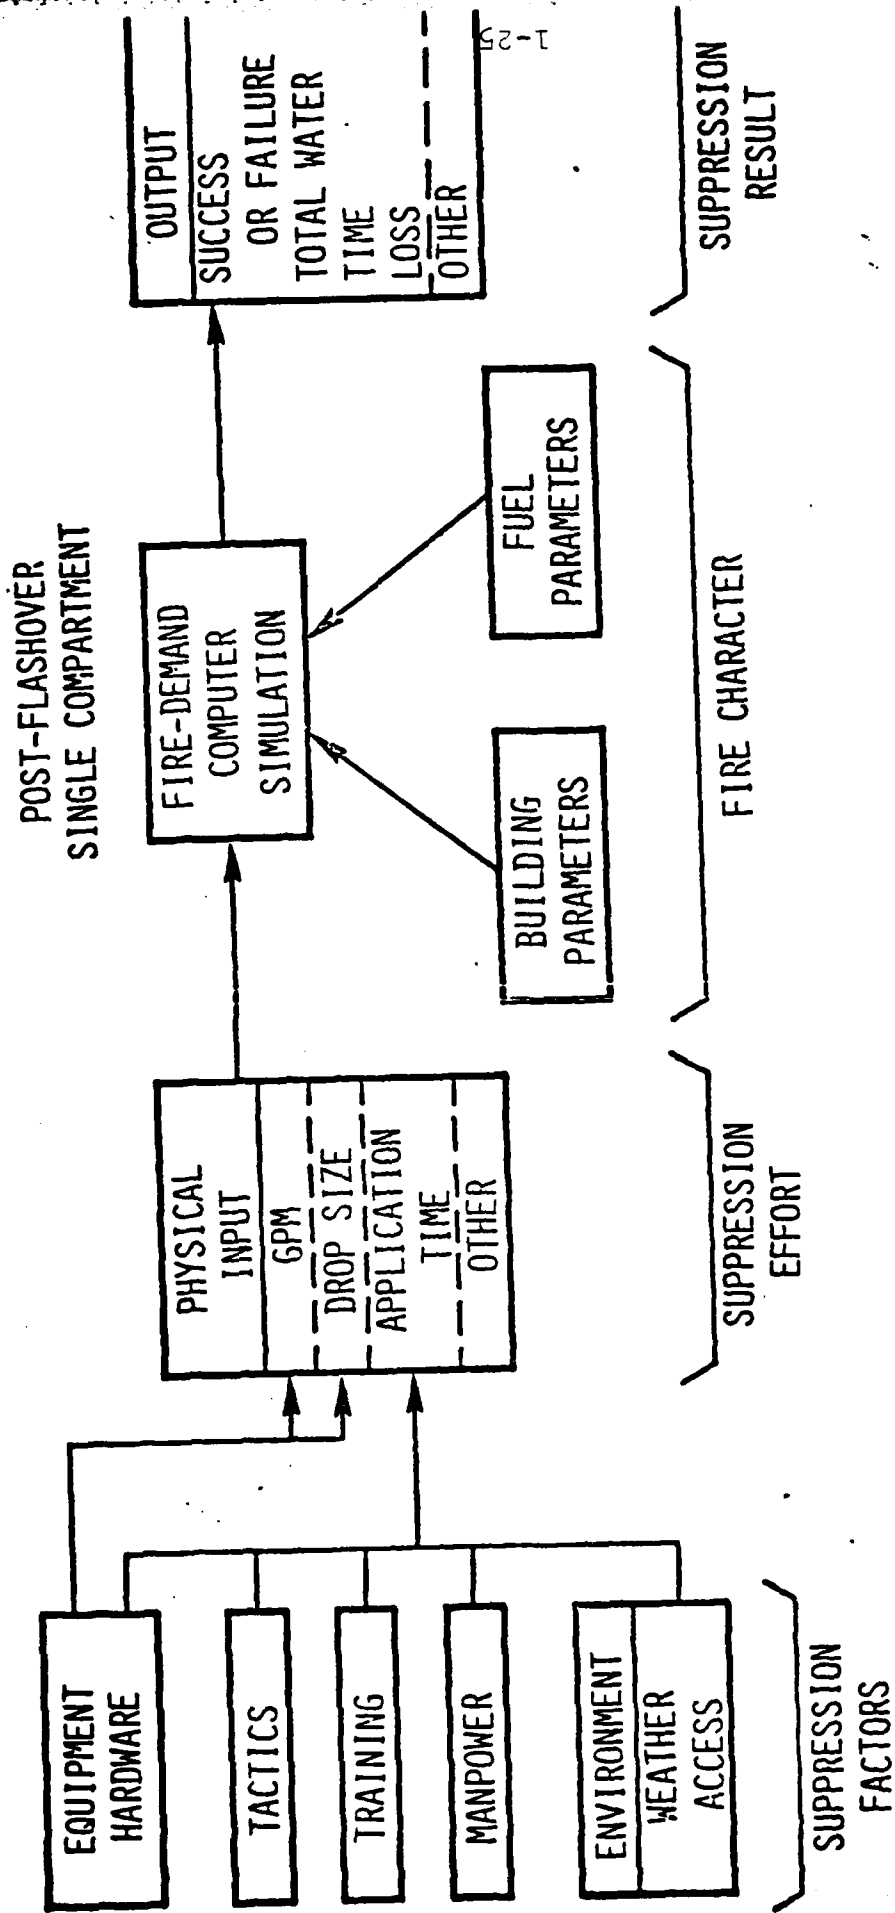 POST-FLASHOVER
SINGLE COMPARTMENT
EQUIPMENT
HARDWARE
TACTICS
TRAINING
MANPOWER
ENVIRONMENT
WEATHER
ACCESS
SUPPRESSION
FACTORS
PHYSICAL
INPUT
GPM
DROP SIZE
APPLICATION
TIME
OTHER
SUPPRESSION
EFFORT
FIRE-DEMAND
COMPUTER
SIMULATION
BUILDING
PARAMETERS
FUEL
PARAMETERS
FIRE CHARACTER
OUTPUT
SUCCESS
OR FAILURE
TOTAL WATER
TIME
LOSS
OTHER
SUPPRESSION
RESULT
1-25